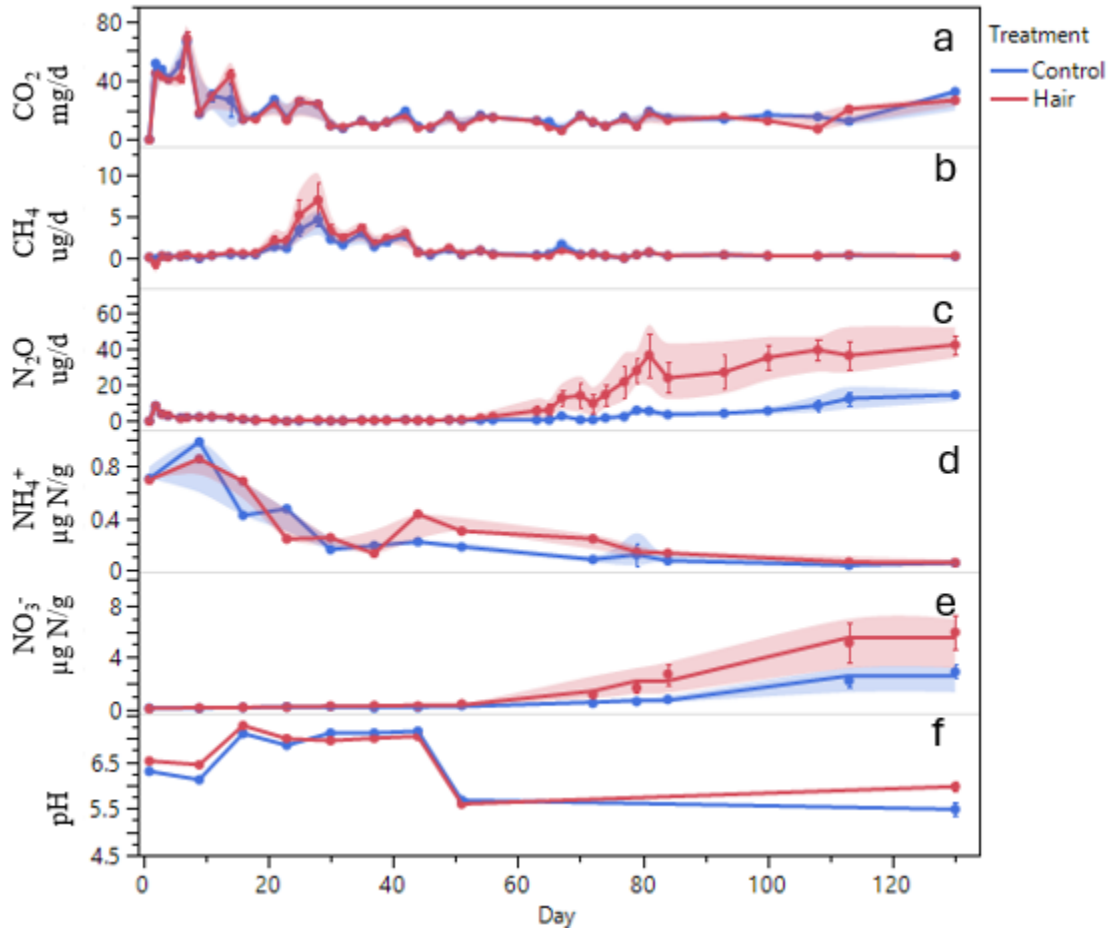 Treatment
Control
Hair
a
CO₂
mg/d
80
40
0
b
CH₄
ug/d
10
5
0
c
N₂O
ug/d
60
40
20
0
d
NH₄⁺
µg N/g
0.8
0.4
0
e
NO₃⁻
µg N/g
8
4
0
f
pH
6.5
5.5
4.5
0 20 40 60 80 100 120
Day